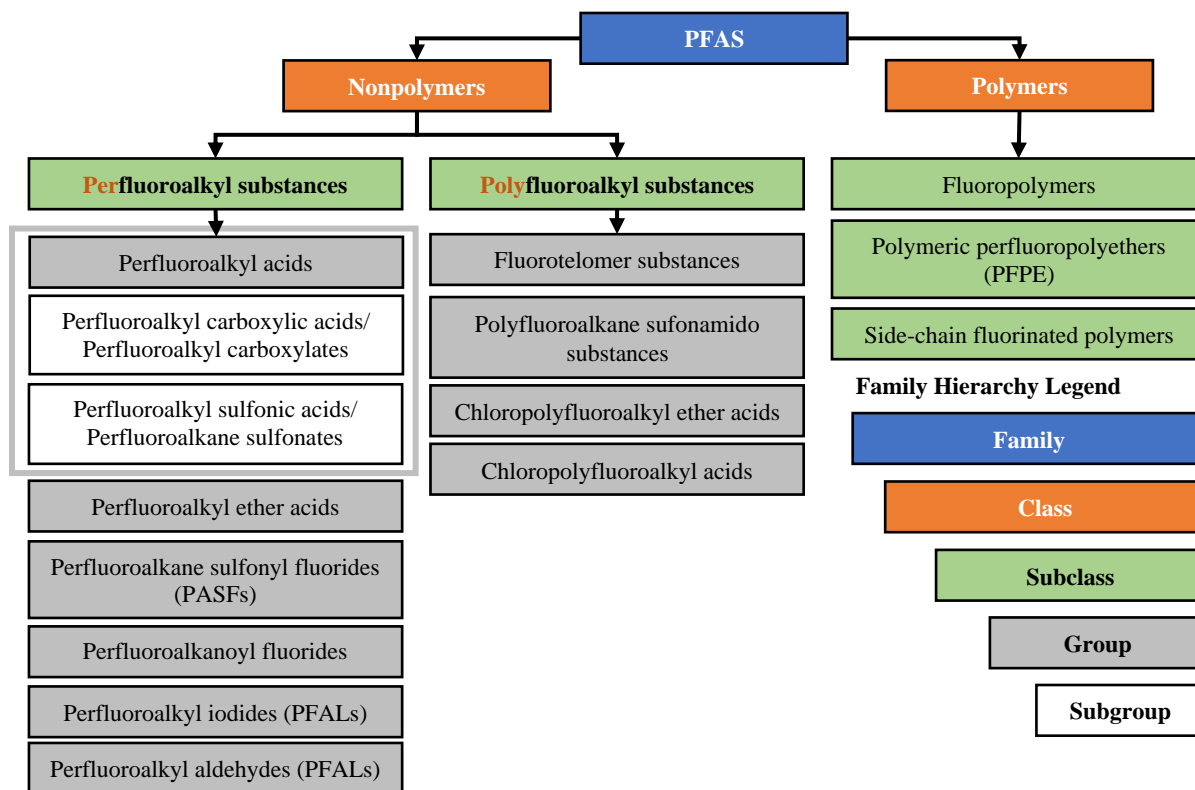 PFAS
Nonpolymers
Polymers
Perfluoroalkyl substances
Polyfluoroalkyl substances
Perfluoroalkyl acids
Perfluoroalkyl carboxylic acids/
Perfluoroalkyl carboxylates
Perfluoroalkyl sulfonic acids/
Perfluoroalkane sulfonates
Perfluoroalkyl ether acids
Perfluoroalkane sulfonyl fluorides
(PASFs)
Perfluoroalkanoyl fluorides
Perfluoroalkyl iodides (PFALs)
Perfluoroalkyl aldehydes (PFALs)
Fluorotelomer substances
Polyfluoroalkane sufonamido
substances
Chloropolyfluoroalkyl ether acids
Chloropolyfluoroalkyl acids
Fluoropolymers
Polymeric perfluoropolyethers
(PFPE)
Side-chain fluorinated polymers
Family Hierarchy Legend
Family
Class
Subclass
Group
Subgroup